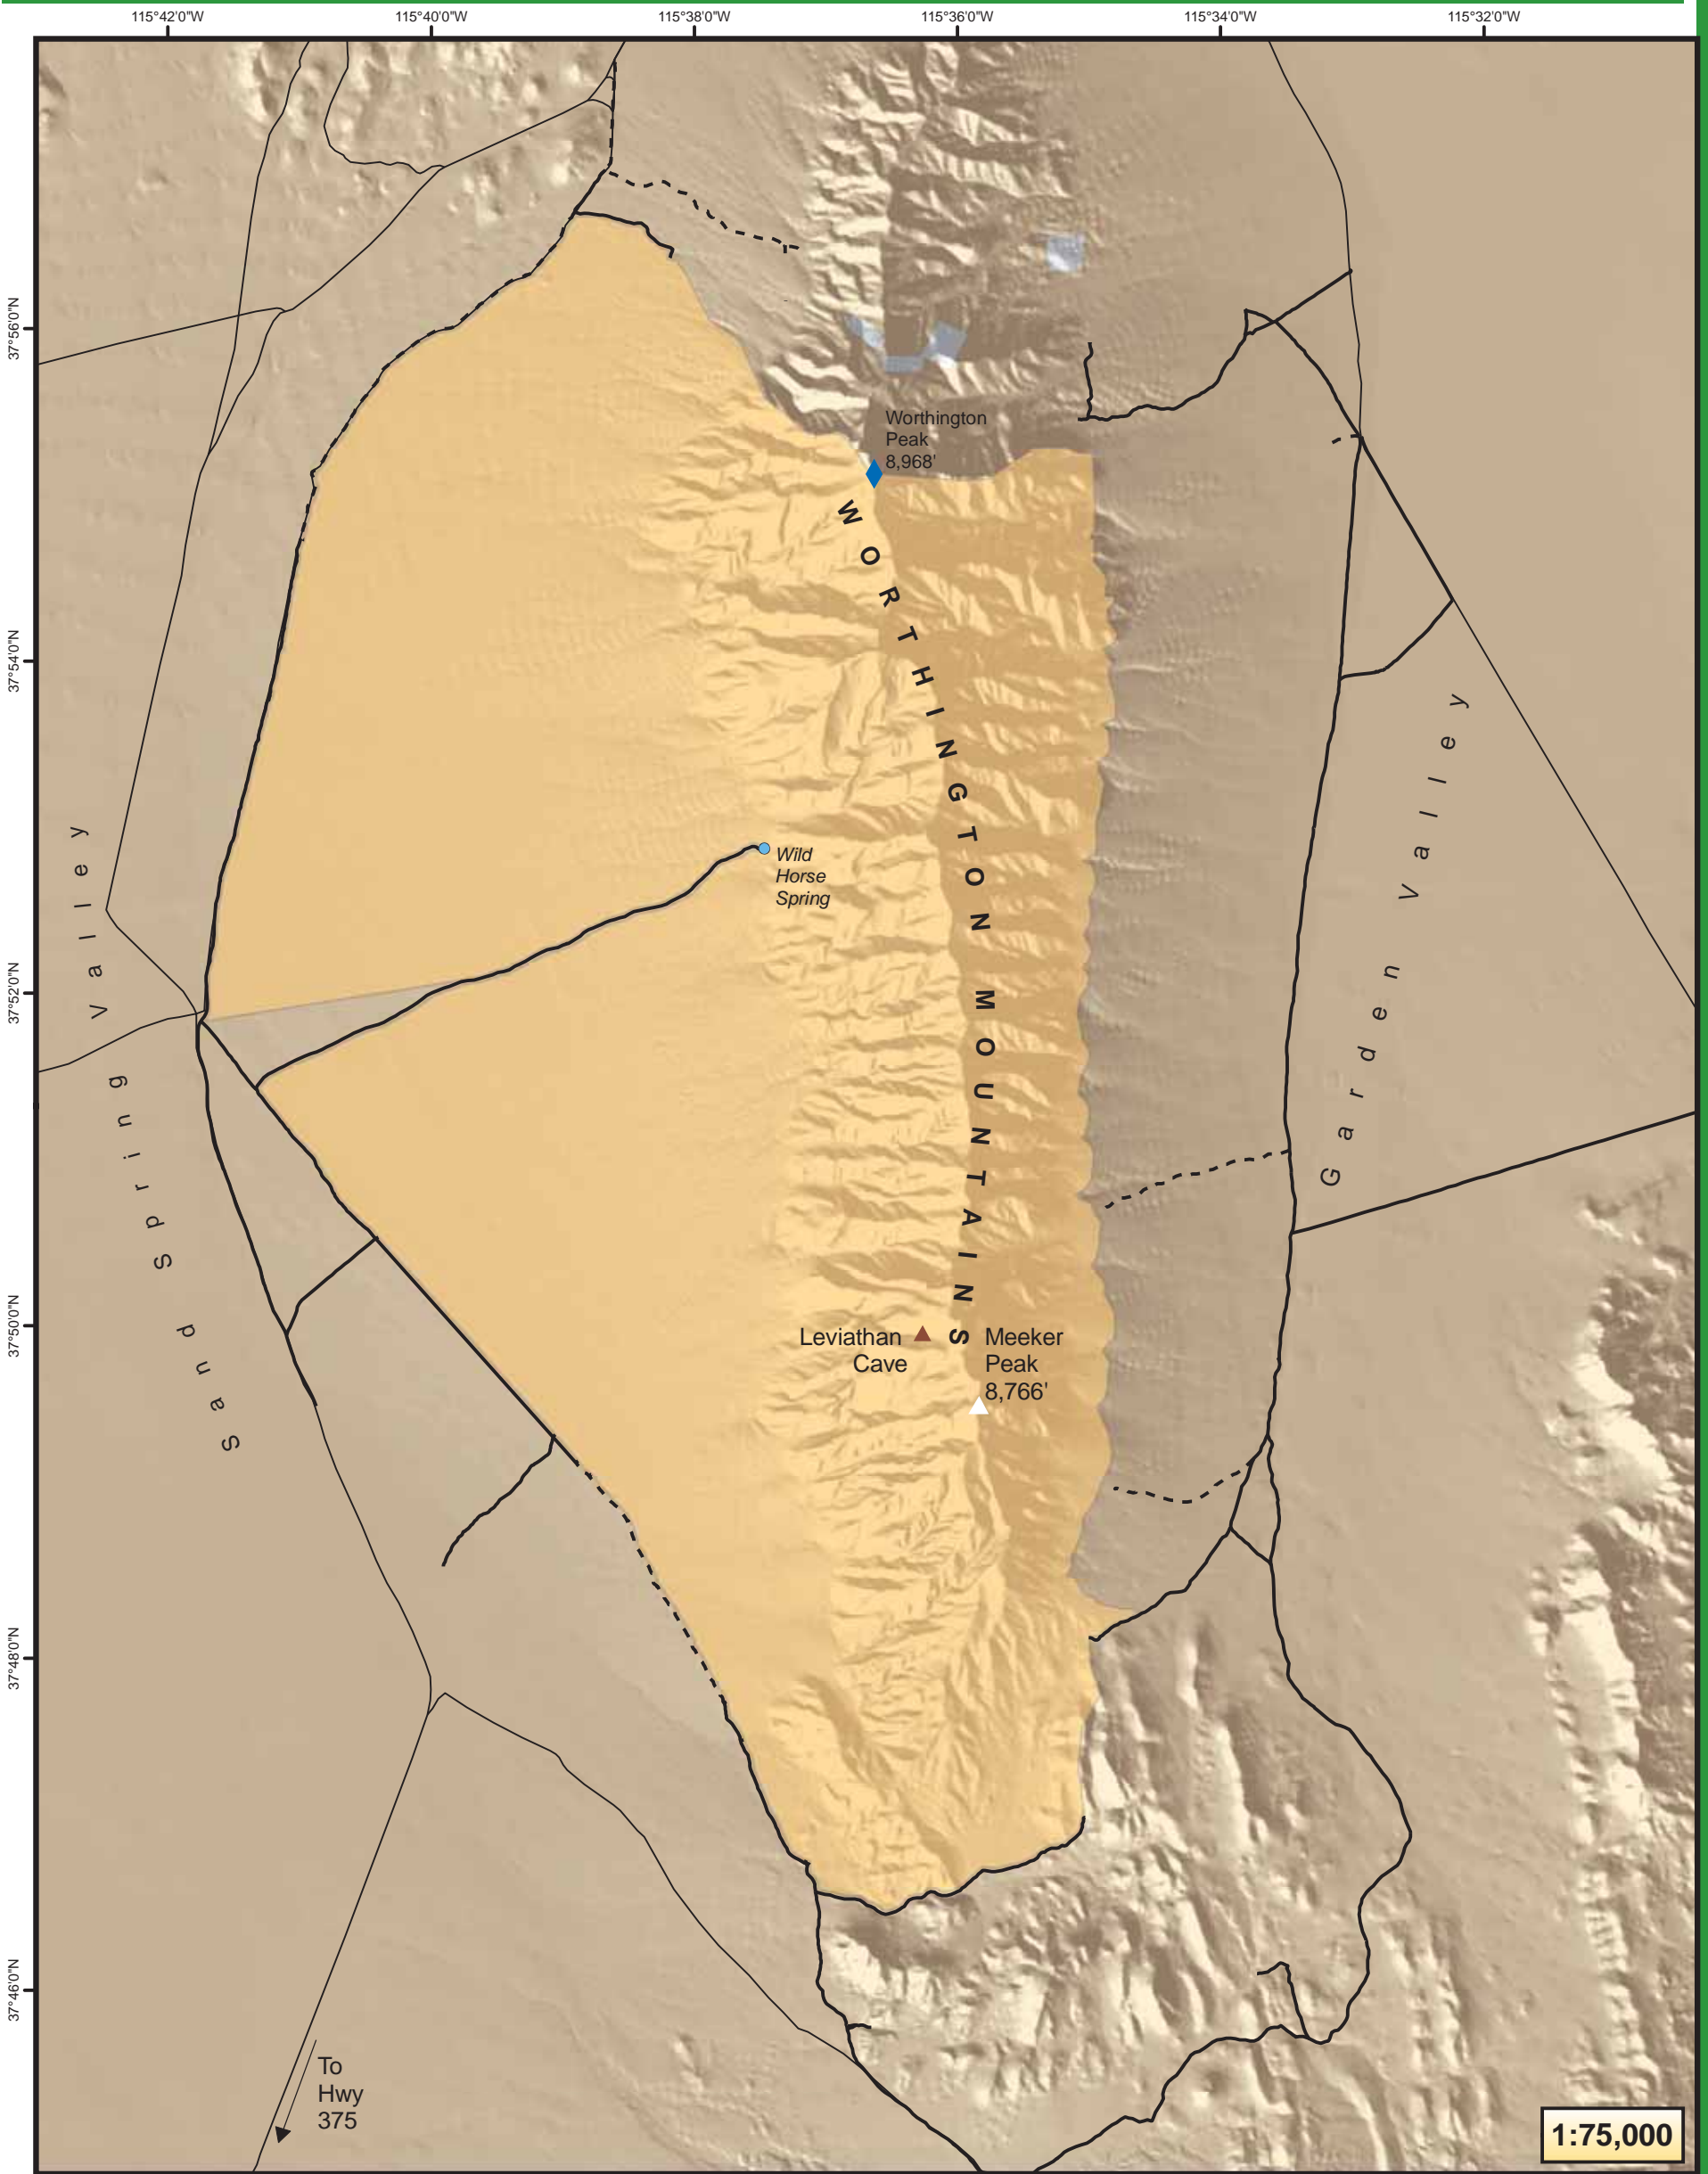 115°42'0"W
115°40'0"W
115°38'0"W
115°36'0"W
115°34'0"W
115°32'0"W
37°56'0"N
37°54'0"N
37°52'0"N
37°50'0"N
37°48'0"N
37°46'0"N
Worthington
Peak
8,968'
WORTHINGTON MOUNTAINS
Wild
Horse
Spring
Sand Spring Valley
Garden Valley
Leviathan
Cave
Meeker
Peak
8,766'
To
Hwy
375
1:75,000